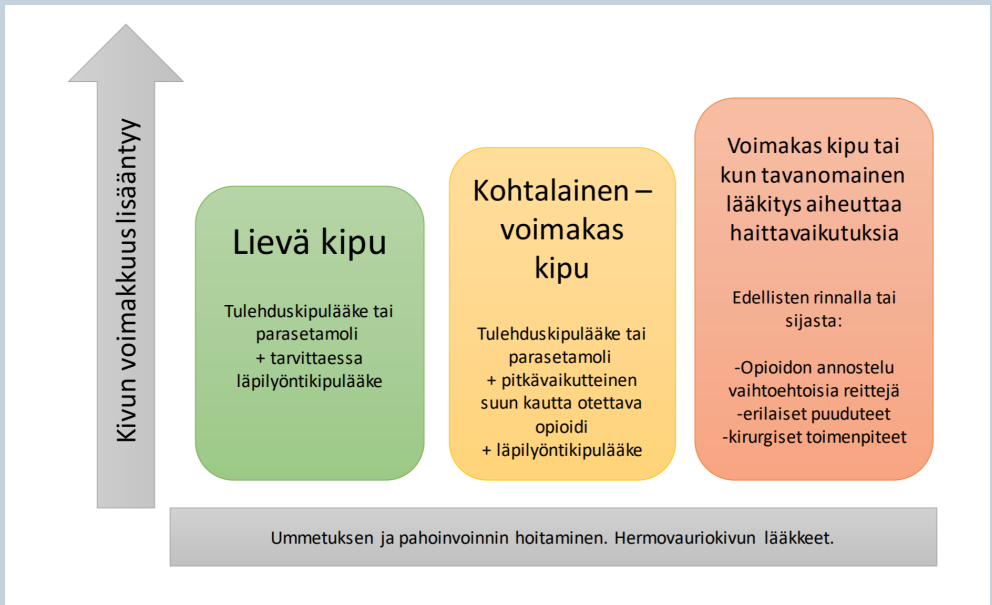 Kivun voimakkuus lisääntyy
Lievä kipu
Tulehduskipulääke tai
parasetamoli
+ tarvittaessa
läpilyöntikipulääke
Kohtalainen –
voimakas
kipu
Tulehduskipulääke tai
parasetamoli
+ pitkävaikutteinen
suun kautta otettava
opioidi
+ läpilyöntikipulääke
Voimakas kipu tai
kun tavanomainen
lääkitys aiheuttaa
haittavaikutuksia
Edellisten rinnalla tai
sijasta:
-Opioidon annostelu
vaihtoehtoisia reittejä
-erilaiset puuduteet
-kirurgiset toimenpiteet
Ummetuksen ja pahoinvoinnin hoitaminen. Hermovauriokivun lääkkeet.